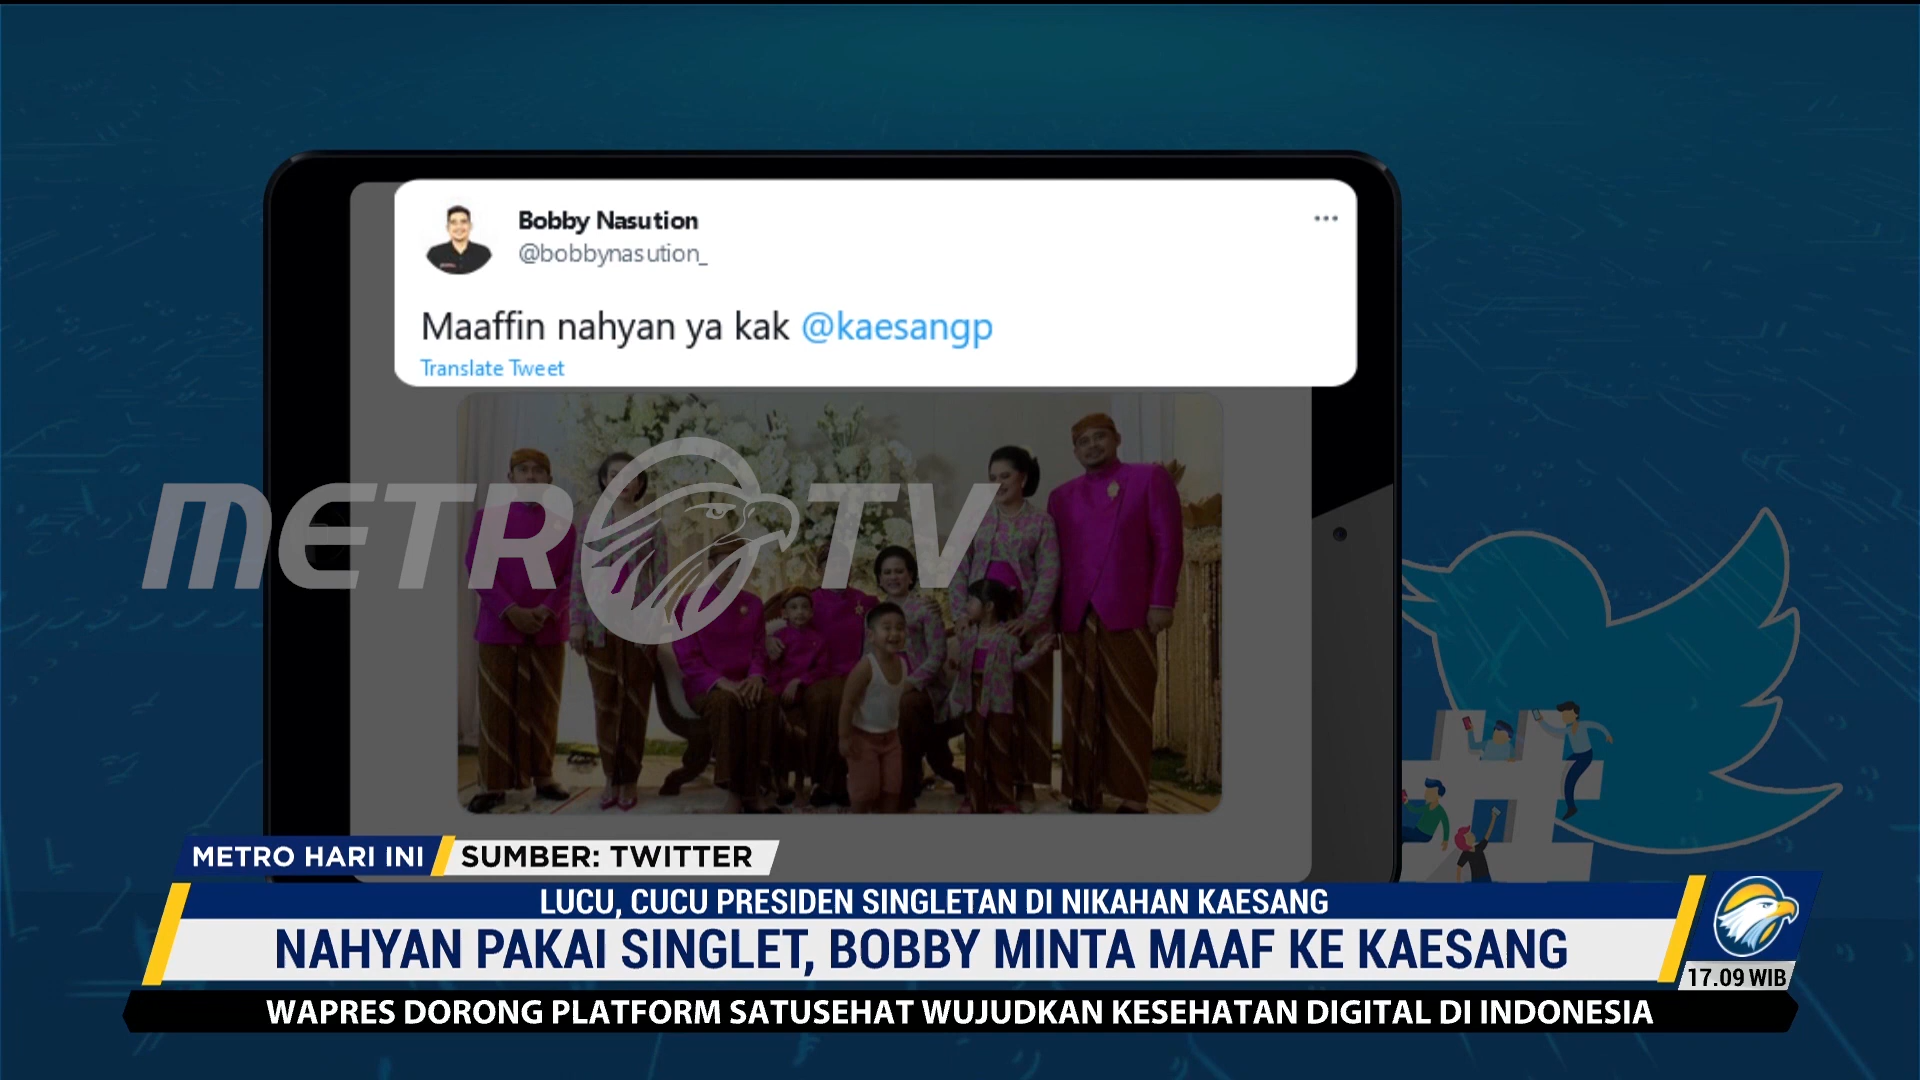 Bobby Nasution
@bobbynasution_
Maaffin nahyan ya kak @kaesangp
Translate Tweet
METRO TV
METRO HARI INI
SUMBER: TWITTER
LUCU, CUCU PRESIDEN SINGLETAN DI NIKAHAN KAESANG
NAHYAN PAKAI SINGLET, BOBBY MINTA MAAF KE KAESANG
17.09 WIB
WAPRES DORONG PLATFORM SATUSEHAT WUJUDKAN KESEHATAN DIGITAL DI INDONESIA